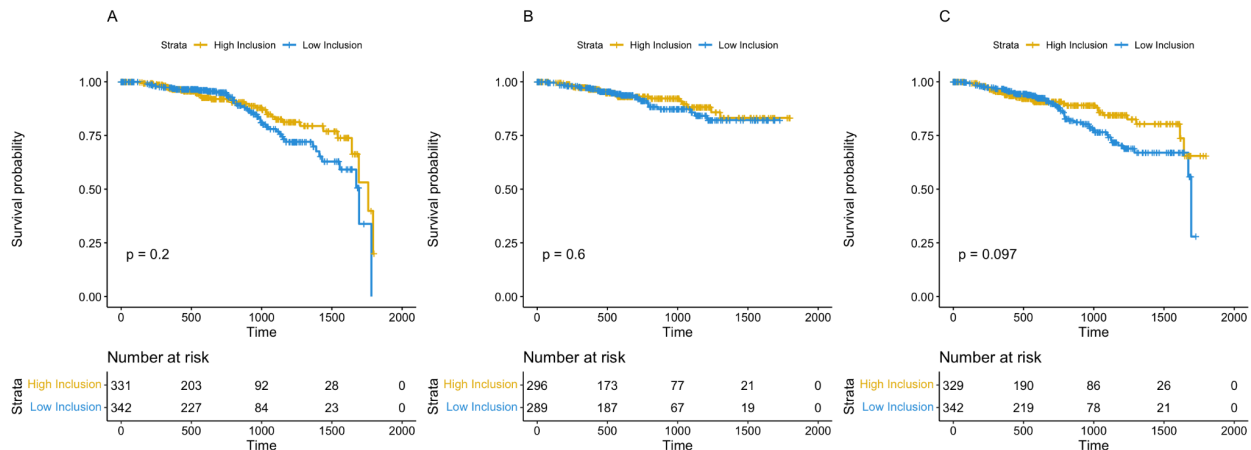 A
Strata High Inclusion Low Inclusion
Survival probability
1.00
0.75
0.50
0.25
0.00
p = 0.2
0 500 1000 1500 2000
Time
Number at risk
Strata
High Inclusion 331 203 92 28 0
Low Inclusion 342 227 84 23 0
0 500 1000 1500 2000
Time
B
Strata High Inclusion Low Inclusion
Survival probability
1.00
0.75
0.50
0.25
0.00
p = 0.6
0 500 1000 1500 2000
Time
Number at risk
Strata
High Inclusion 296 173 77 21 0
Low Inclusion 289 187 67 19 0
0 500 1000 1500 2000
Time
C
Strata High Inclusion Low Inclusion
Survival probability
1.00
0.75
0.50
0.25
0.00
p = 0.097
0 500 1000 1500 2000
Time
Number at risk
Strata
High Inclusion 329 190 86 26 0
Low Inclusion 342 219 78 21 0
0 500 1000 1500 2000
Time